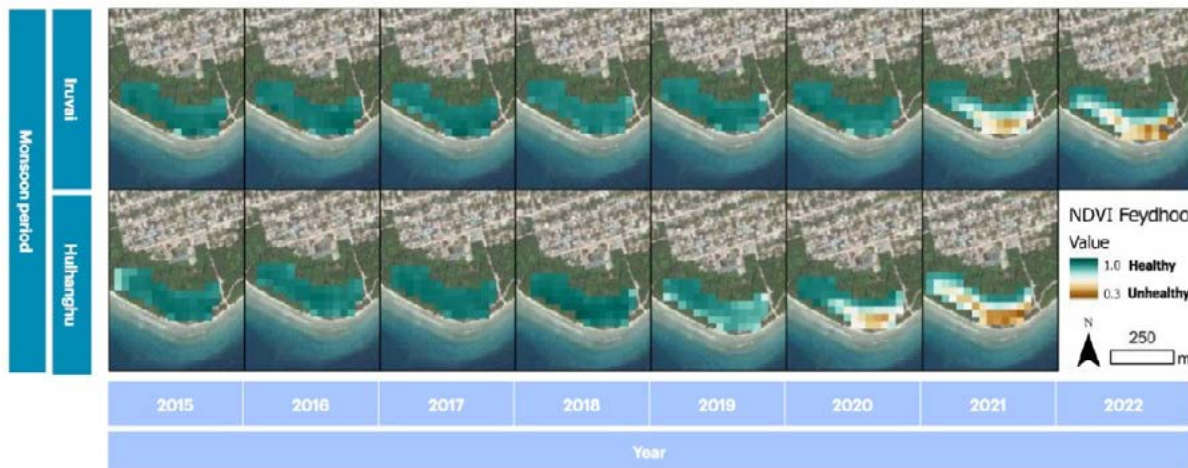 Monsoon period
Iruvai
Hulhanghu
NDVI Feydhoo
Value
1.0 Healthy
0.3 Unhealthy
N
250
m
2015 2016 2017 2018 2019 2020 2021 2022
Year